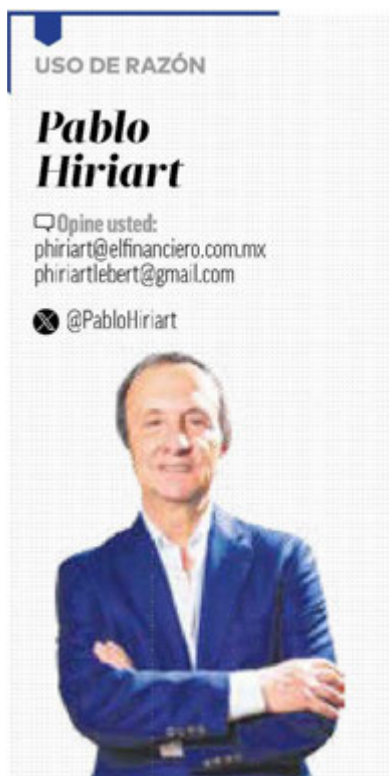 USO DE RAZÓN
Pablo
Hiriart
Opine usted:
phiriart@elfinanciero.com.mx
phiriartlebert@gmail.com
@PabloHiriart